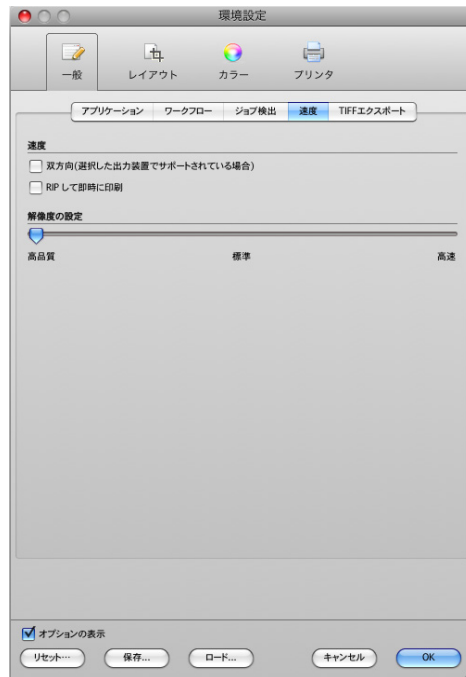 環境設定
一般 レイアウト カラー プリンタ
アプリケーション ワークフロー ジョブ検出 速度 TIFFエクスポート
速度
双方向(選択した出力装置でサポートされている場合)
RIP して即時に印刷
解像度の設定
高品質 標準 高速
オプションの表示
リセット… 保存... ロード... キャンセル OK